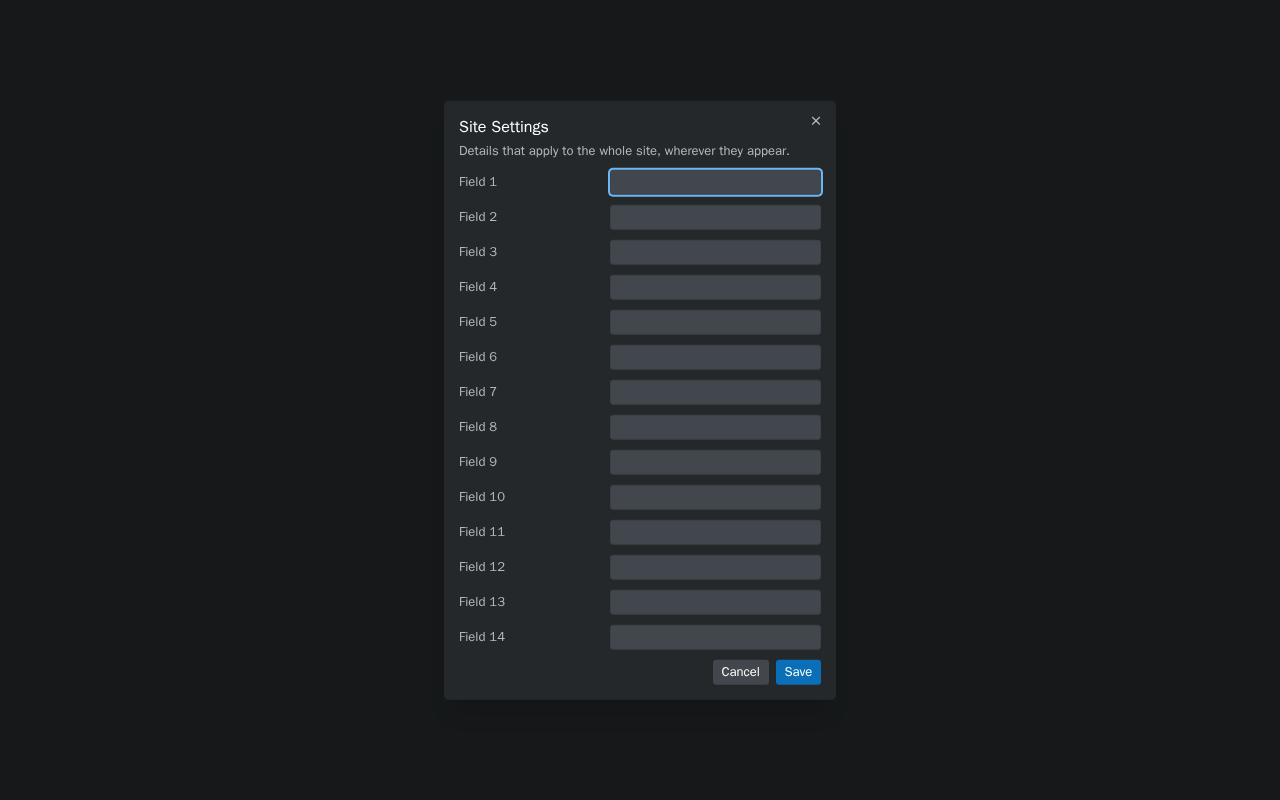 Site Settings
Details that apply to the whole site, wherever they appear.
Field 1
Field 2
Field 3
Field 4
Field 5
Field 6
Field 7
Field 8
Field 9
Field 10
Field 11
Field 12
Field 13
Field 14
Cancel Save